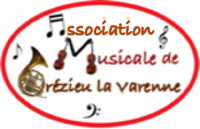 Association
Musicale de
Grézieu la Varenne